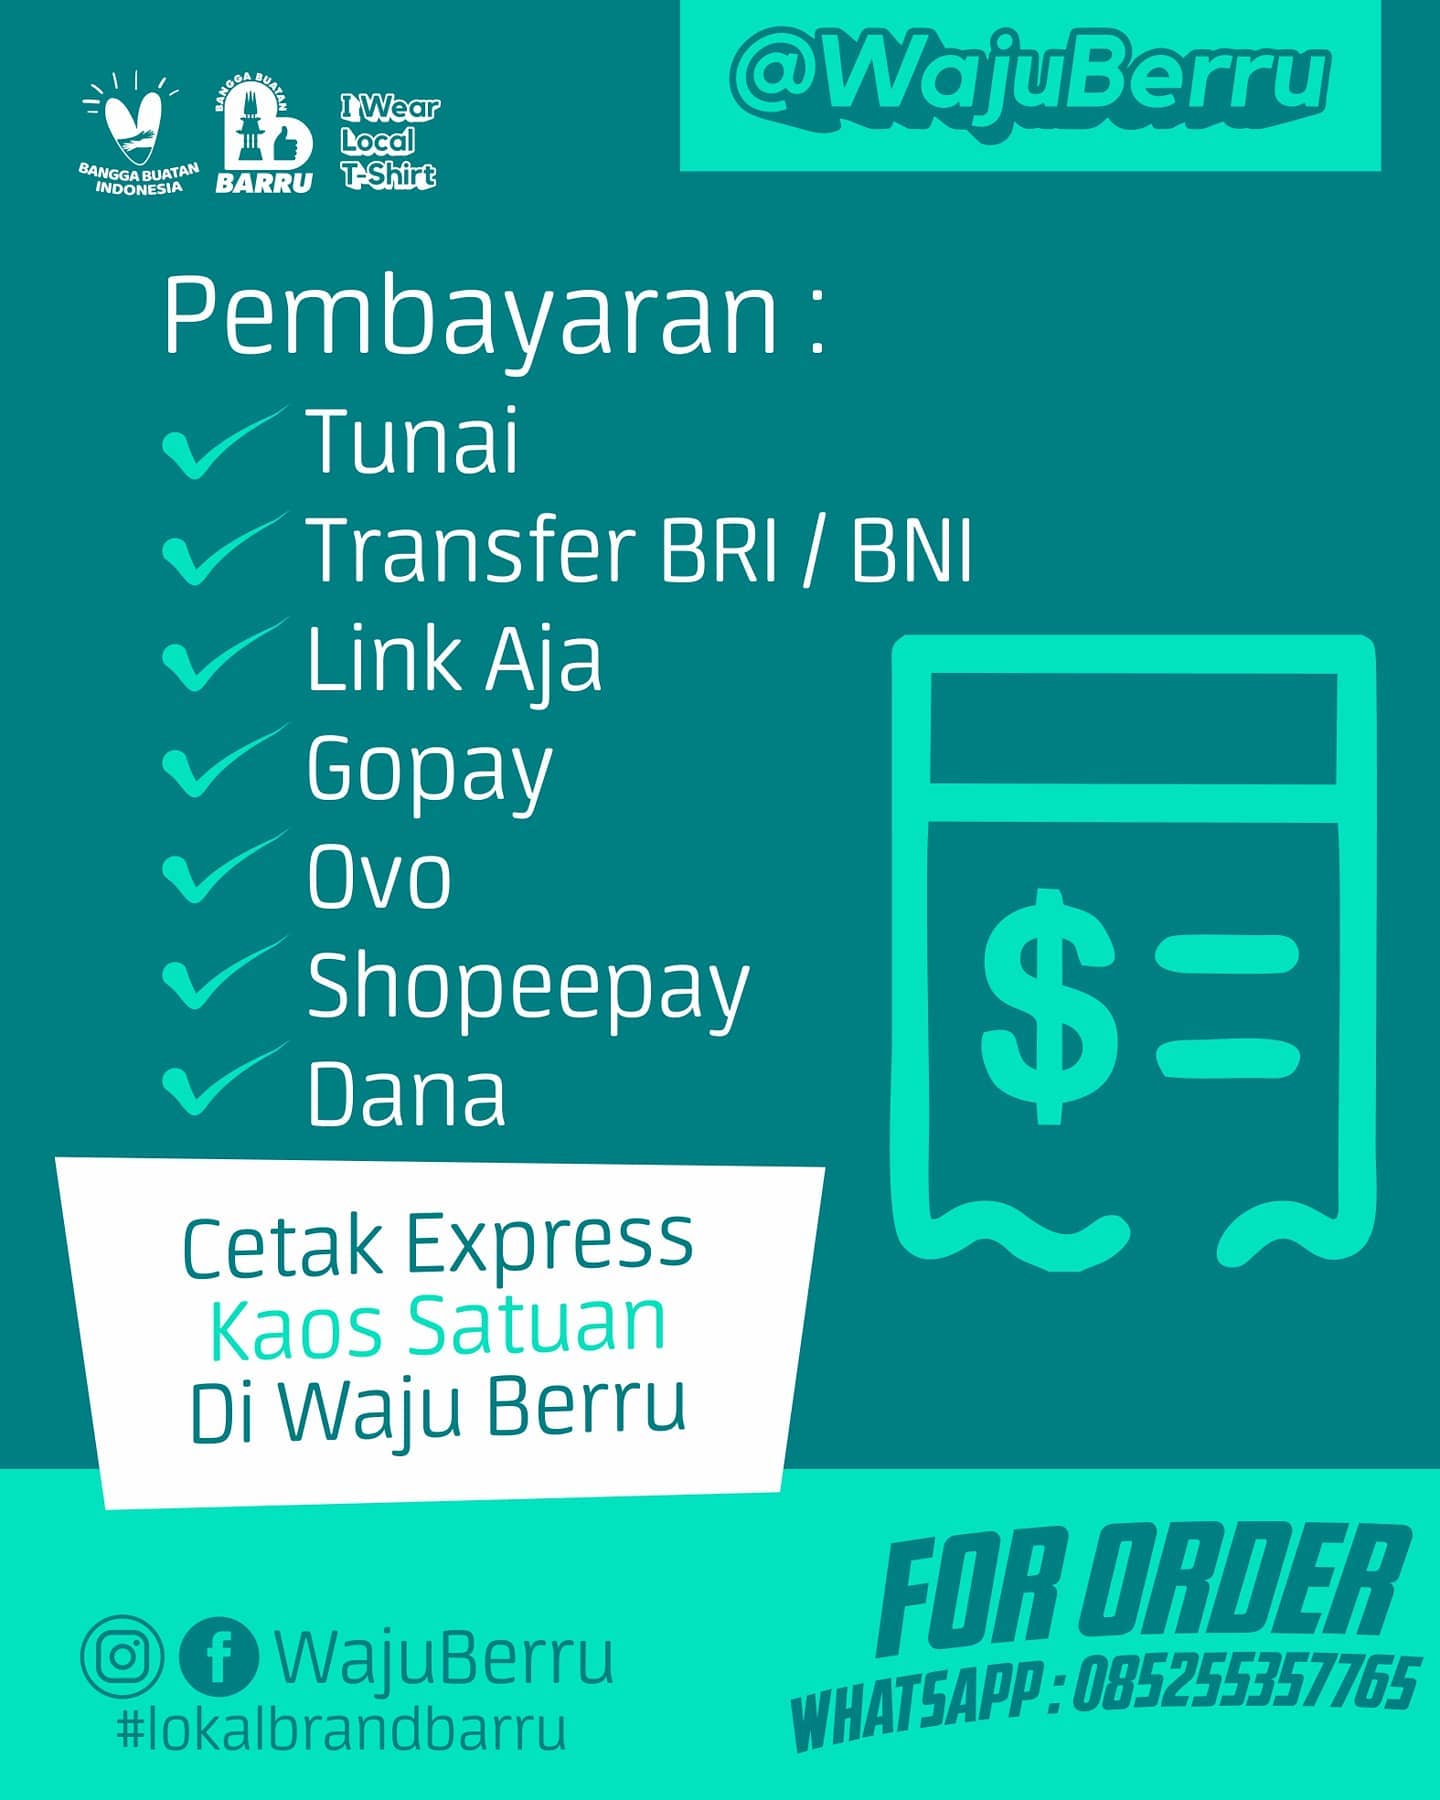 @WajuBerru
BANGGA BUATAN
INDONESIA
BANGGA BUATAN
BARRU
I Wear
Local
T-Shirt
Pembayaran :
Tunai
Transfer BRI / BNI
Link Aja
Gopay
Ovo
Shopeepay
Dana
$
Cetak Express
Kaos Satuan
Di Waju Berru
WajuBerru
#lokalbrandbarru
FOR ORDER
WHATSAPP : 085255357765